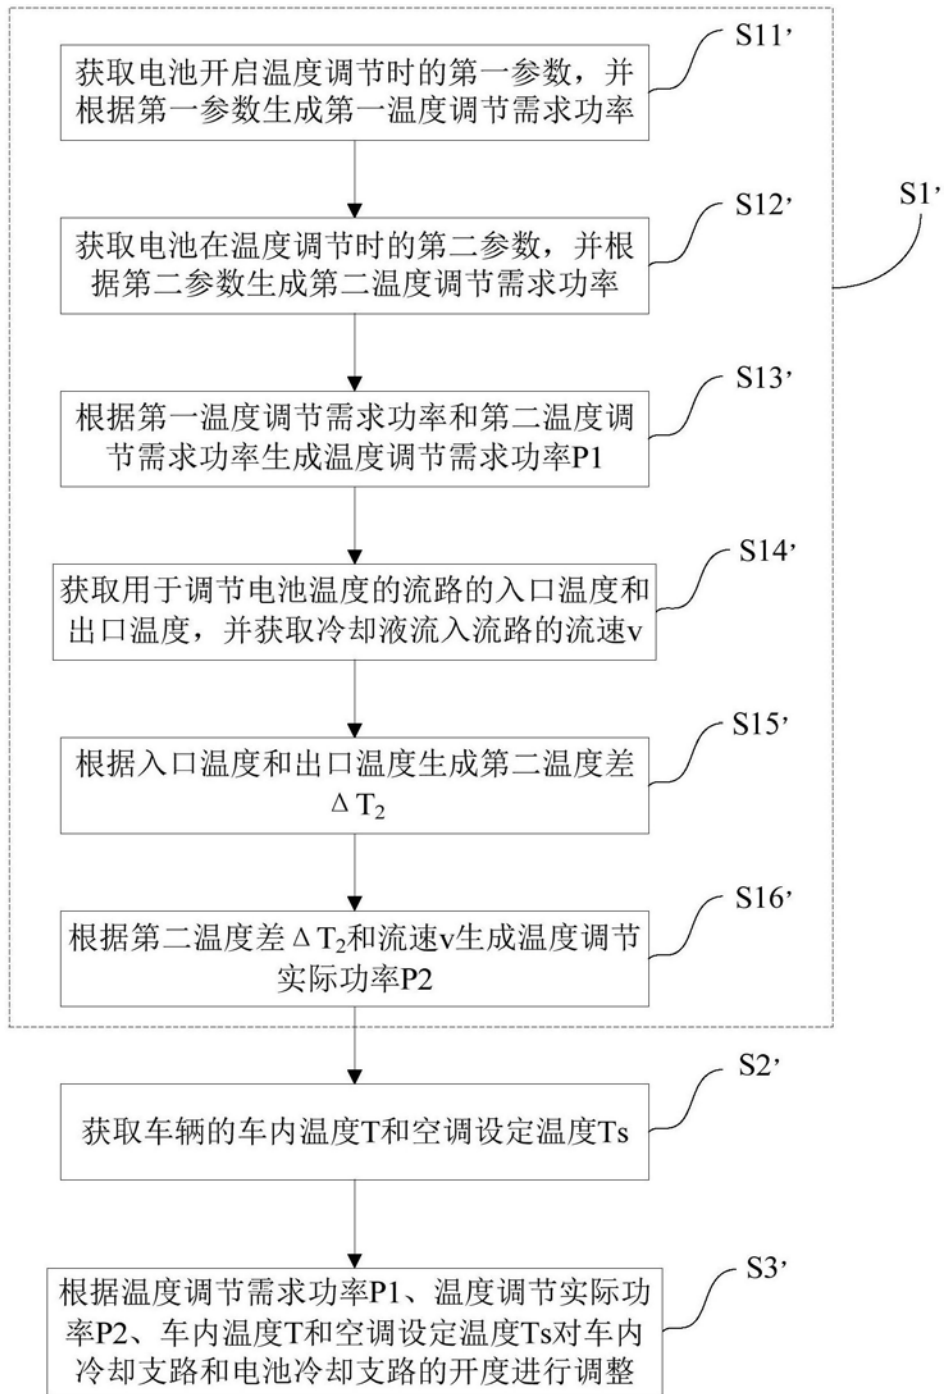 S11’
获取电池开启温度调节时的第一参数，并
根据第一参数生成第一温度调节需求功率
S12’
获取电池在温度调节时的第二参数，并根
据第二参数生成第二温度调节需求功率
S1’
S13’
根据第一温度调节需求功率和第二温度调
节需求功率生成温度调节需求功率P1
S14’
获取用于调节电池温度的流路的入口温度和
出口温度，并获取冷却液流入流路的流速v
S15’
根据入口温度和出口温度生成第二温度差
ΔT₂
S16’
根据第二温度差ΔT₂和流速v生成温度调节
实际功率P2
S2’
获取车辆的车内温度T和空调设定温度Ts
S3’
根据温度调节需求功率P1、温度调节实际功
率P2、车内温度T和空调设定温度Ts对车内
冷却支路和电池冷却支路的开度进行调整